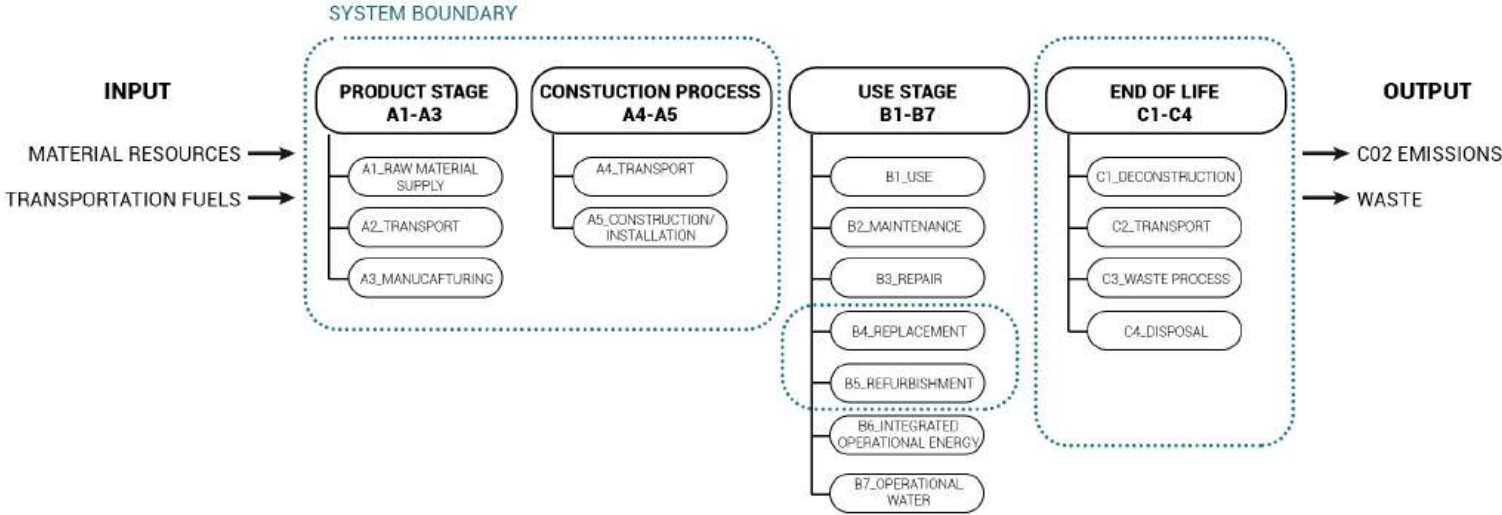 SYSTEM BOUNDARY
INPUT
MATERIAL RESOURCES
TRANSPORTATION FUELS
PRODUCT STAGE
A1-A3
A1_RAW MATERIAL
SUPPLY
A2_TRANSPORT
A3_MANUCAFTURING
CONSTUCTION PROCESS
A4-A5
A4_TRANSPORT
A5_CONSTRUCTION/
INSTALLATION
USE STAGE
B1-B7
B1_USE
B2_MAINTENANCE
B3_REPAIR
B4_REPLACEMENT
B5_REFURBISHMENT
B6_INTEGRATED
OPERATIONAL ENERGY
B7_OPERATIONAL
WATER
END OF LIFE
C1-C4
C1_DECONSTRUCTION
C2_TRANSPORT
C3_WASTE PROCESS
C4_DISPOSAL
OUTPUT
C02 EMISSIONS
WASTE